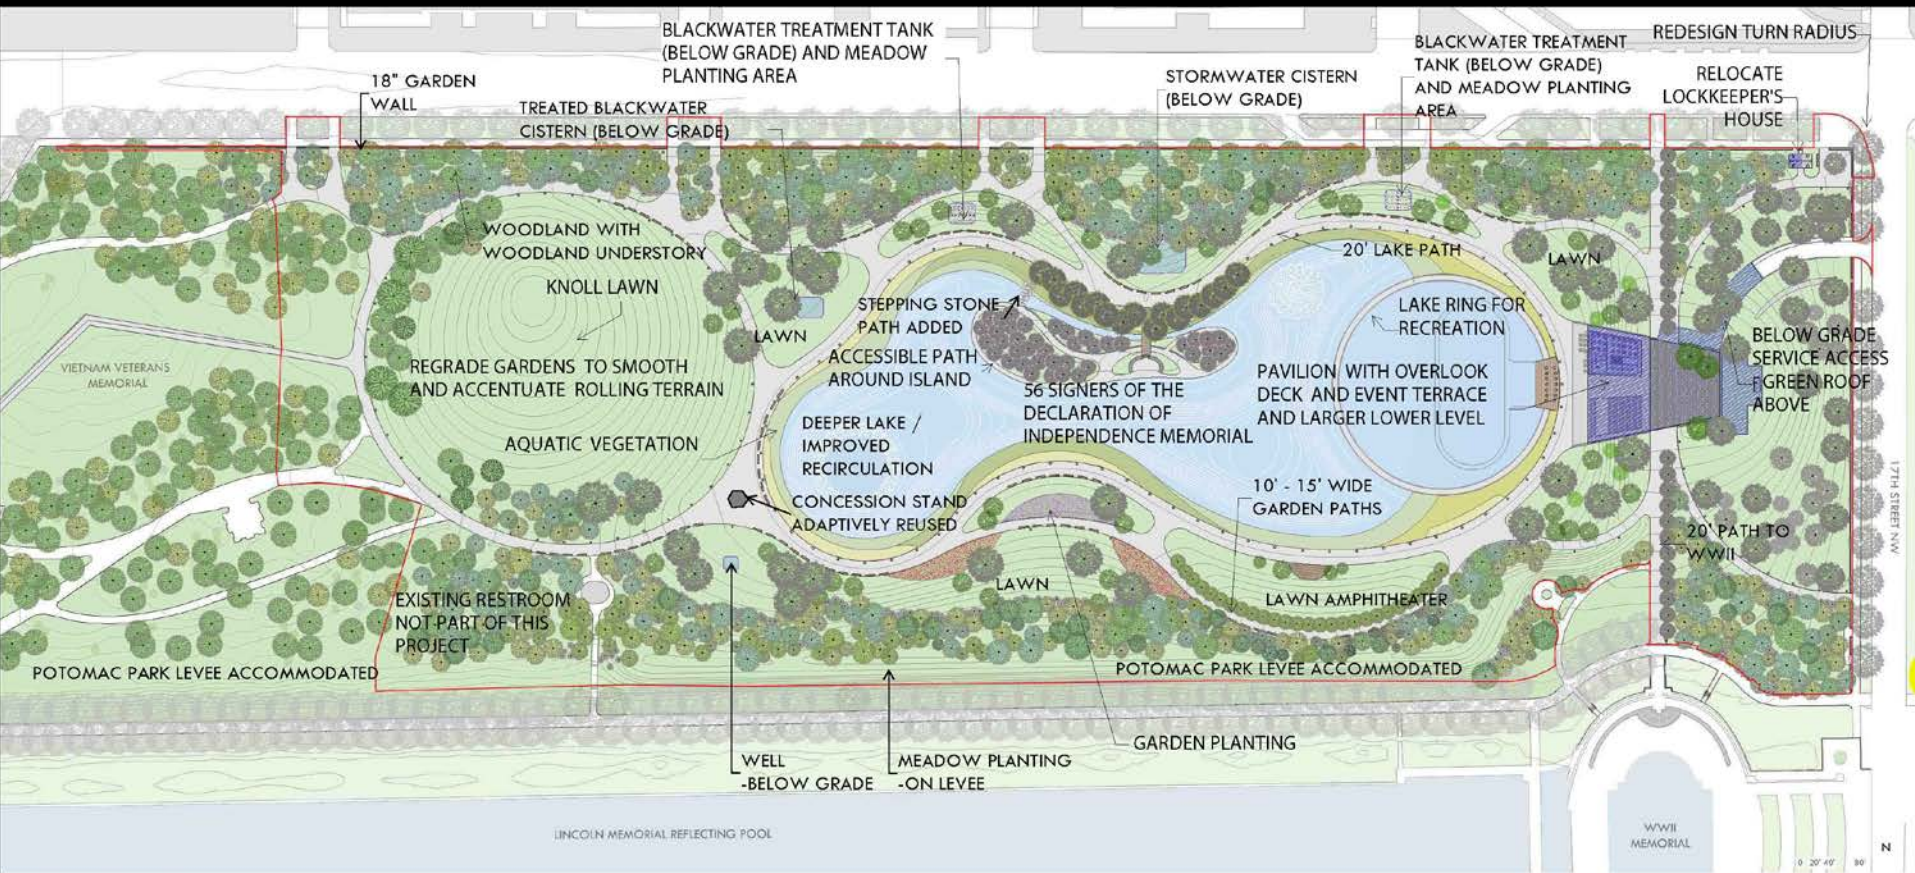 BLACKWATER TREATMENT TANK
(BELOW GRADE) AND MEADOW
PLANTING AREA
REDESIGN TURN RADIUS
BLACKWATER TREATMENT
TANK (BELOW GRADE)
AND MEADOW PLANTING
AREA
18" GARDEN
WALL
STORMWATER CISTERN
(BELOW GRADE)
RELOCATE
LOCKKEEPER'S
HOUSE
TREATED BLACKWATER
CISTERN (BELOW GRADE)
WOODLAND WITH
WOODLAND UNDERSTORY
20' LAKE PATH
LAWN
KNOLL LAWN
STEPPING STONE
PATH ADDED
LAKE RING FOR
RECREATION
LAWN
BELOW GRADE
SERVICE ACCESS
GREEN ROOF
ABOVE
VIETNAM VETERANS
MEMORIAL
REGRADE GARDENS TO SMOOTH
AND ACCENTUATE ROLLING TERRAIN
ACCESSIBLE PATH
AROUND ISLAND
56 SIGNERS OF THE
DECLARATION OF
INDEPENDENCE MEMORIAL
PAVILION WITH OVERLOOK
DECK AND EVENT TERRACE
AND LARGER LOWER LEVEL
AQUATIC VEGETATION
DEEPER LAKE /
IMPROVED
RECIRCULATION
CONCESSION STAND
ADAPTIVELY REUSED
10' - 15' WIDE
GARDEN PATHS
17TH STREET NW
20' PATH TO
WWII
LAWN
LAWN AMPHITHEATER
EXISTING RESTROOM
NOT PART OF THIS
PROJECT
POTOMAC PARK LEVEE ACCOMMODATED
POTOMAC PARK LEVEE ACCOMMODATED
GARDEN PLANTING
WELL
-BELOW GRADE
MEADOW PLANTING
-ON LEVEE
LINCOLN MEMORIAL REFLECTING POOL
WWII
MEMORIAL
N
0 20' 40' 80'